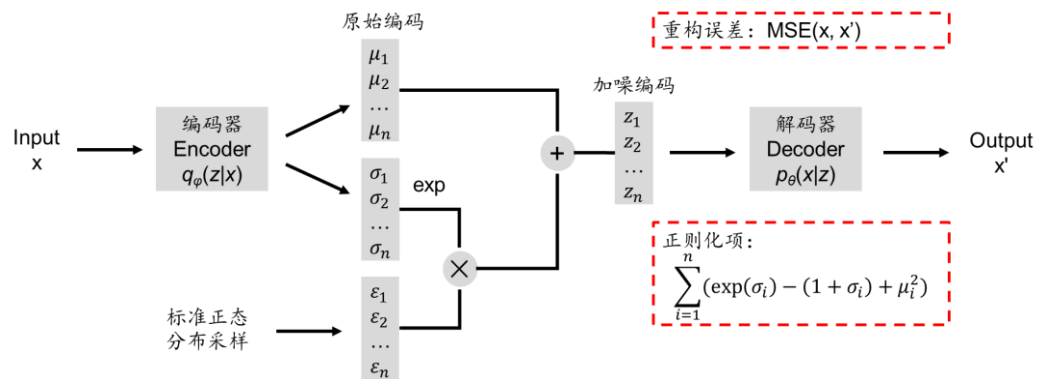 原始编码
μ1
μ2
...
μn
重构误差：MSE(x, x’)
加噪编码
z1
z2
...
zn
Input
x
编码器
Encoder
qφ(z|x)
解码器
Decoder
pθ(x|z)
Output
x'
+
σ1
σ2
...
σn
exp
×
正则化项：
∑_{i=1}^{n}(exp(σi) − (1 + σi) + μi²)
标准正态
分布采样
ε1
ε2
...
εn